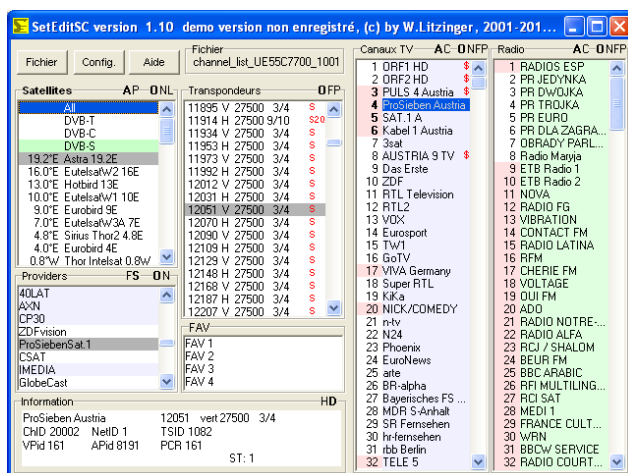 SetEditSC version 1.10 demo version non enregistré, (c) by W.Litzinger, 2001-201...
Fichier
Config.
Aide
Fichier
channel_list_UE55C7700_1001
Satellites AP ONL
All
DVB-T
DVB-C
DVB-S
19.2°E Astra 19.2E
16.0°E EutelsatW2 16E
13.0°E Hotbird 13E
10.0°E EutelsatW1 10E
9.0°E Eurobird 9E
7.0°E EutelsatW3A 7E
4.8°E Sirius Thor2 4.8E
4.0°E Eurobird 4E
0.8°W Thor Intelsat 0.8W
Providers FS ON
40LAT
AXN
CP30
ZDFvision
ProSiebenSat.1
CSAT
IMEDIA
GlobeCast
Transpondeurs OFP
11895 V 27500 3/4 S
11914 H 27500 9/10 S20
11934 V 27500 3/4 S
11953 H 27500 3/4 S
11973 V 27500 3/4 S
11992 H 27500 3/4 S
12012 V 27500 3/4 S
12031 H 27500 3/4 S
12051 V 27500 3/4 S
12070 H 27500 3/4 S
12090 V 27500 3/4 S
12109 H 27500 3/4 S
12129 V 27500 3/4 S
12148 H 27500 3/4 S
12168 V 27500 3/4 S
12187 H 27500 3/4 S
12207 V 27500 3/4 S
FAV
FAV 1
FAV 2
FAV 3
FAV 4
Information HD
ProSieben Austria 12051 vert 27500 3/4
ChID 20002 NetID 1 TSID 1082
VPid 161 APid 8191 PCR 161
ST: 1
Canaux TV AC ONFP
1 ORF1 HD $
2 ORF2 HD $
3 PULS 4 Austria $
4 ProSieben Austria
5 SAT.1 A
6 Kabel 1 Austria
7 3sat
8 AUSTRIA 9 TV $
9 Das Erste
10 ZDF
11 RTL Television
12 RTL2
13 VOX
14 Eurosport
15 TW1
16 GoTV
17 VIVA Germany
18 Super RTL
19 KiKa
20 NICK/COMEDY
21 n-tv
22 N24
23 Phoenix
24 EuroNews
25 arte
26 BR-alpha
27 Bayerisches FS ...
28 MDR S-Anhalt
29 SR Fernsehen
30 hr-fernsehen
31 rbb Berlin
32 TELE 5
Radio AC ONFP
1 RADIOS ESP
2 PR JEDYNKA
3 PR DWOJKA
4 PR TROJKA
5 PR EURO
6 PR DLA ZAGRA...
7 OBRADY PARL...
8 Radio Maryja
9 ETB Radio 1
10 ETB Radio 2
11 NOVA
12 RADIO FG
13 VIBRATION
14 CONTACT FM
15 RADIO LATINA
16 RFM
17 CHERIE FM
18 VOLTAGE
19 OUI FM
20 ADO
21 RADIO NOTRE-...
22 RADIO ALFA
23 RCJ / SHALOM
24 BEUR FM
25 BBC ARABIC
26 RFI MULTILING...
27 RCI SAT
28 MEDI 1
29 FRANCE CULT...
30 WRN
31 BBCW SERVICE
32 RADIO COURT...